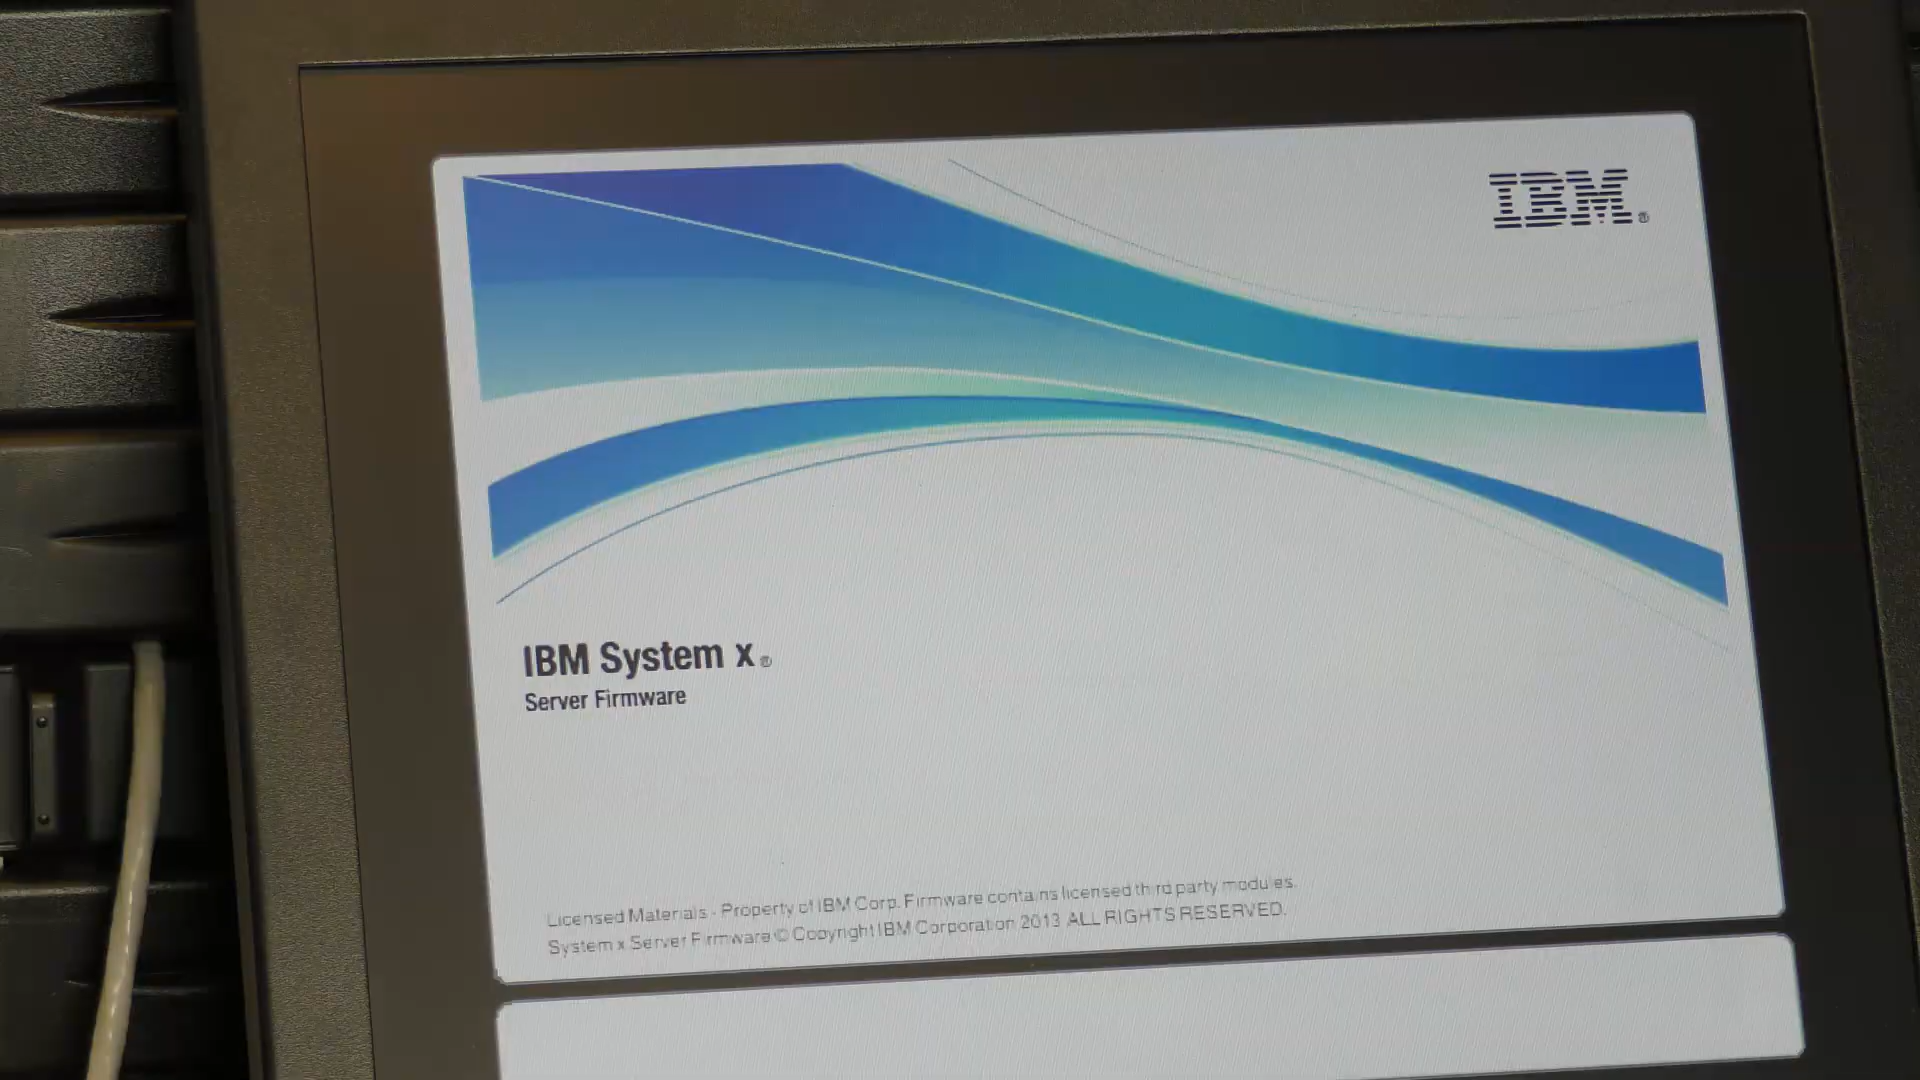 IBM®
IBM System x®
Server Firmware
Licensed Materials - Property of IBM Corp. Firmware contains licensed third party modules.
System x Server Firmware © Copyright IBM Corporation 2013 ALL RIGHTS RESERVED.